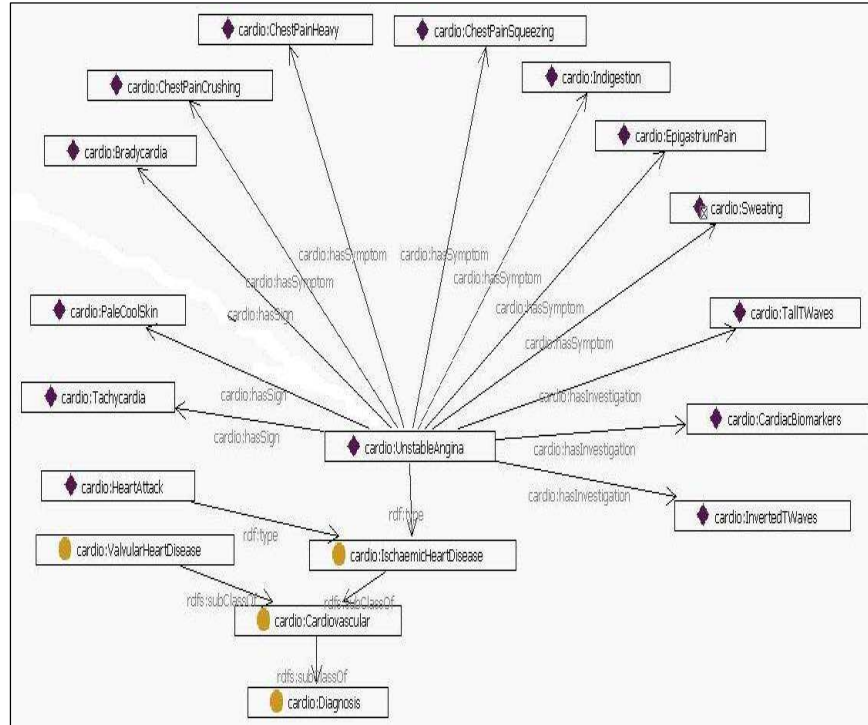 cardio:ChestPainHeavy
cardio:ChestPainSqueezing
cardio:ChestPainCrushing
cardio:Indigestion
cardio:Bradycardia
cardio:EpigastriumPain
cardio:Sweating
cardio:hasSymptom
cardio:hasSymptom
cardio:hasSymptom
cardio:hasSymptom
cardio:hasSymptom
cardio:hasSymptom
cardio:hasSign
cardio:PaleCoolSkin
cardio:TallTWaves
cardio:hasSign
cardio:hasInvestigation
cardio:Tachycardia
cardio:CardiacBiomarkers
cardio:hasSign
cardio:UnstableAngina
cardio:hasInvestigation
cardio:HeartAttack
cardio:hasInvestigation
cardio:InvertedTWaves
rdf:type
rdf:type
cardio:ValvularHeartDisease
cardio:IschaemicHeartDisease
rdfs:subClassOf
rdfs:subClassOf
cardio:Cardiovascular
rdfs:subClassOf
cardio:Diagnosis